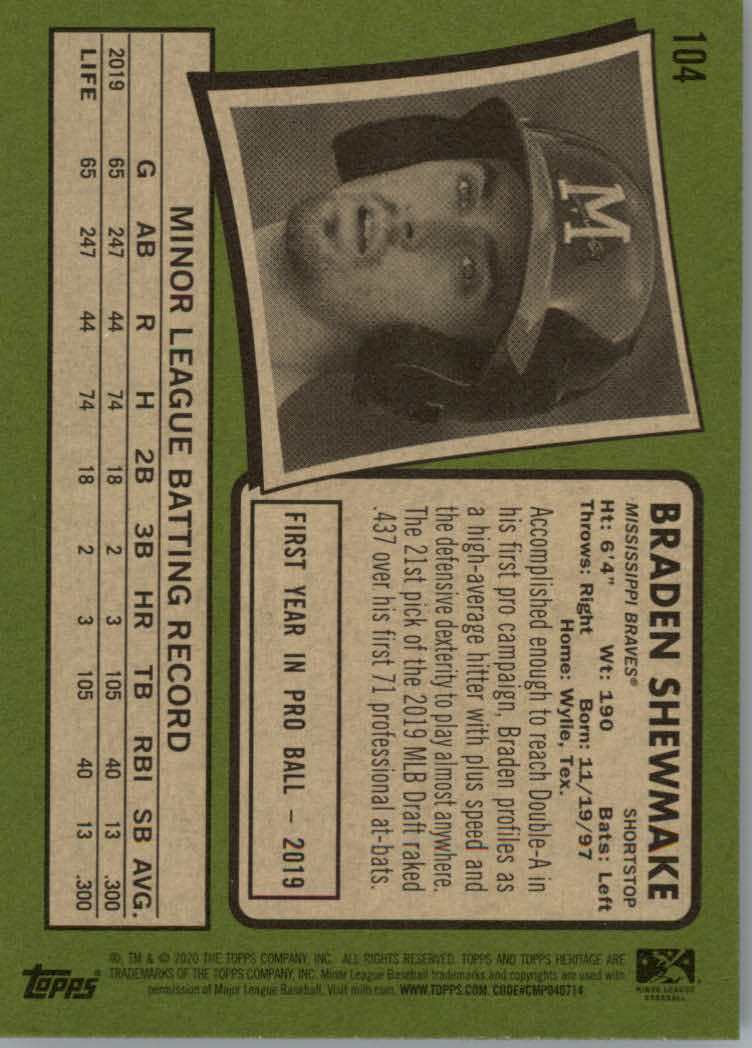 104
M
BRADEN SHEWMAKE
MISSISSIPPI BRAVES® SHORTSTOP
Ht: 6'4" Wt: 190 Bats: Left
Throws: Right Born: 11/19/97
Home: Wylie, Tex.
Accomplished enough to reach Double-A in
his first pro campaign, Braden profiles as
a high-average hitter with plus speed and
the defensive dexterity to play almost anywhere.
The 21st pick of the 2019 MLB Draft raked
.437 over his first 71 professional at-bats.
FIRST YEAR IN PRO BALL – 2019
MINOR LEAGUE BATTING RECORD
G AB R H 2B 3B HR TB RBI SB AVG.
2019 65 247 44 74 18 2 3 105 40 13 .300
LIFE 65 247 44 74 18 2 3 105 40 13 .300
MINOR LEAGUE
BASEBALL
®, TM & © 2020 THE TOPPS COMPANY, INC. ALL RIGHTS RESERVED. TOPPS AND TOPPS HERITAGE ARE
TRADEMARKS OF THE TOPPS COMPANY, INC. Minor League Baseball trademarks and copyrights are used with
permission of Major League Baseball. Visit milb.com. WWW.TOPPS.COM. CODE#CMP040714.
Topps®